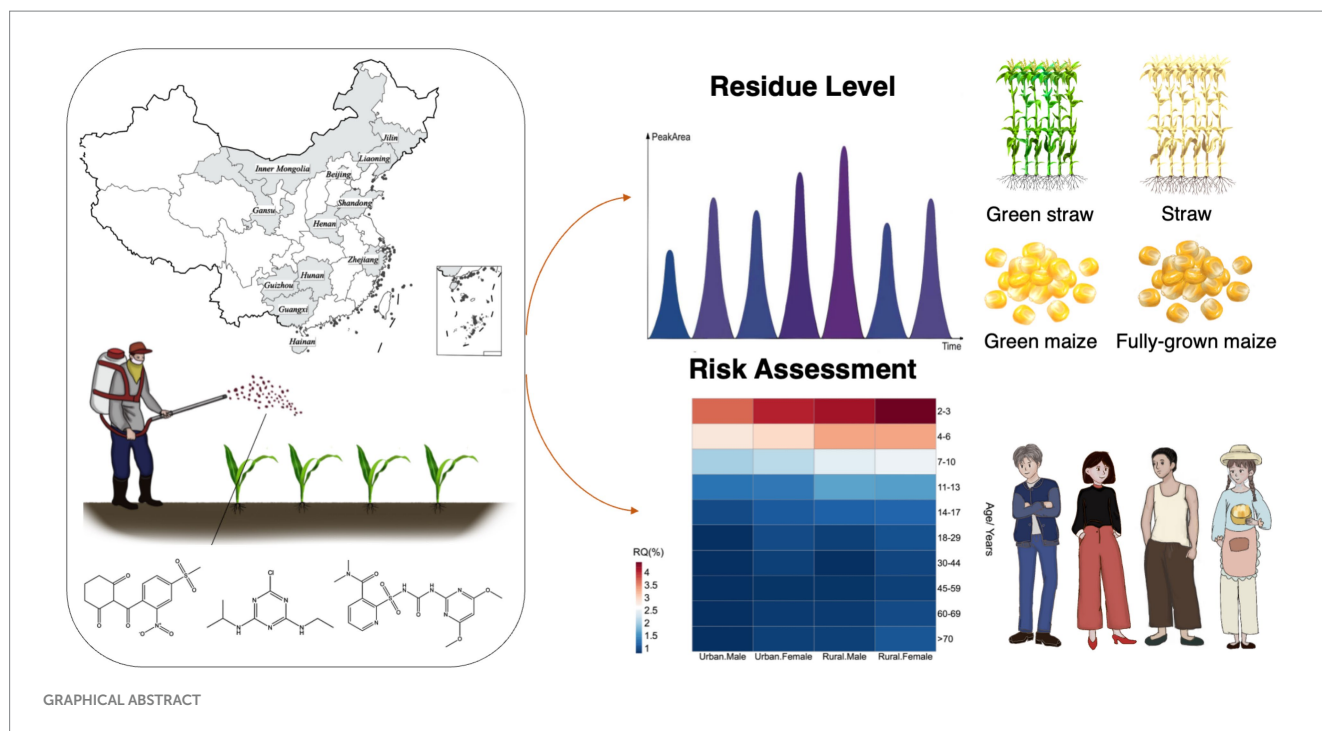 Jilin
Liaoning
Inner Mongolia
Beijing
Shandong
Gansu
Henan
Zhejiang
Hunan
Guizhou
Guangxi
Hainan
O
O
O
S
O
O
N+
O-
O
Cl
N
N
N
N
H
N
H
N
O
N
O
S
O
H
N
O
H
N
N
N
O
O
Residue Level
PeakArea
Time
Green straw
Straw
Green maize
Fully-grown maize
Risk Assessment
2-3
4-6
7-10
11-13
14-17
18-29
30-44
45-59
60-69
>70
Age/ Years
RQ(%)
4
3.5
3
2.5
2
1.5
1
Urban.Male
Urban.Female
Rural.Male
Rural.Female
GRAPHICAL ABSTRACT